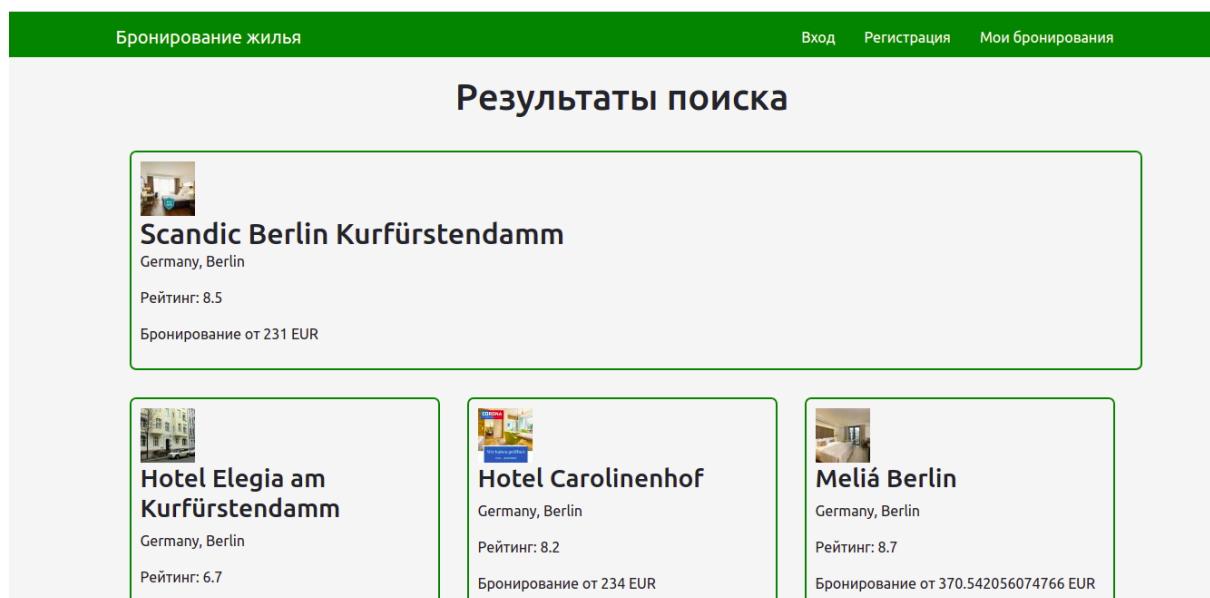 Бронирование жилья
Вход Регистрация Мои бронирования
Результаты поиска
Scandic Berlin Kurfürstendamm
Germany, Berlin
Рейтинг: 8.5
Бронирование от 231 EUR
Hotel Elegia am
Kurfürstendamm
Germany, Berlin
Рейтинг: 6.7
CORONA
Hotel Carolinenhof
Germany, Berlin
Рейтинг: 8.2
Бронирование от 234 EUR
Meliá Berlin
Germany, Berlin
Рейтинг: 8.7
Бронирование от 370.542056074766 EUR